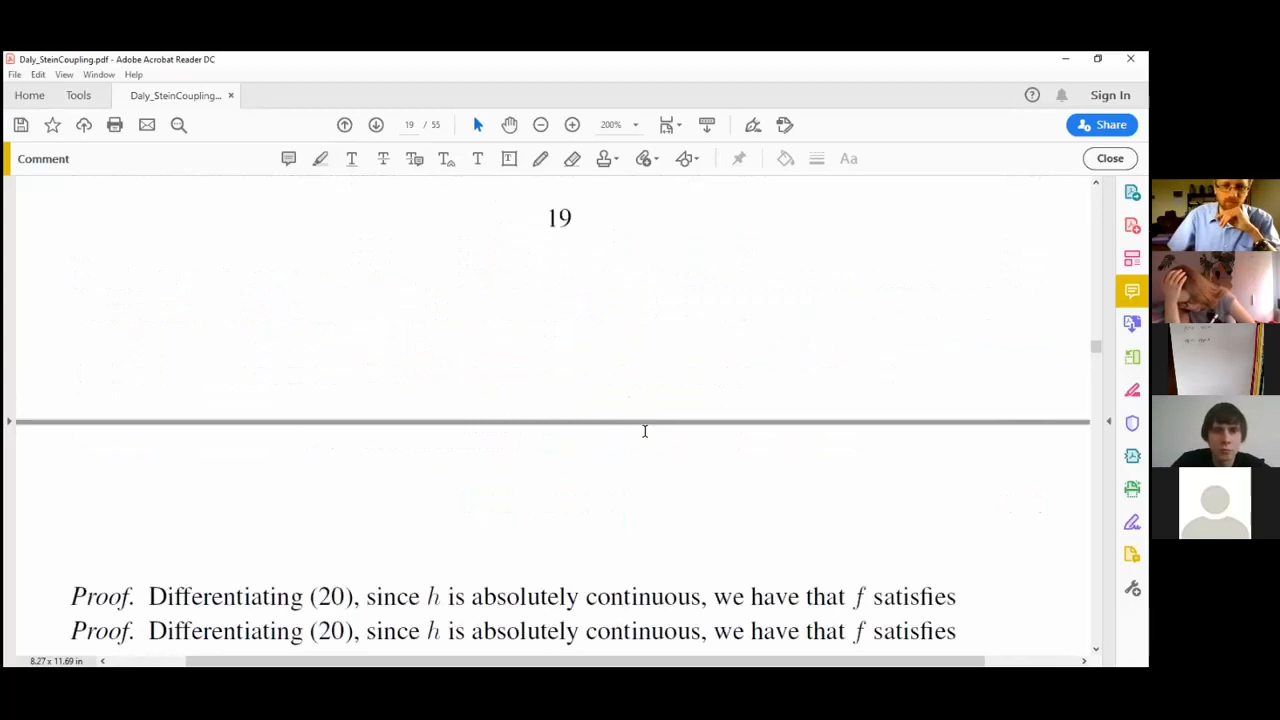 Daly_SteinCoupling.pdf - Adobe Acrobat Reader DC
File Edit View Window Help
Home Tools Daly_SteinCoupling... × Sign In
19 / 55 200% Share
Comment Aa Close
19
Proof. Differentiating (20), since h is absolutely continuous, we have that f satisfies
Proof. Differentiating (20), since h is absolutely continuous, we have that f satisfies
8.27 x 11.69 in